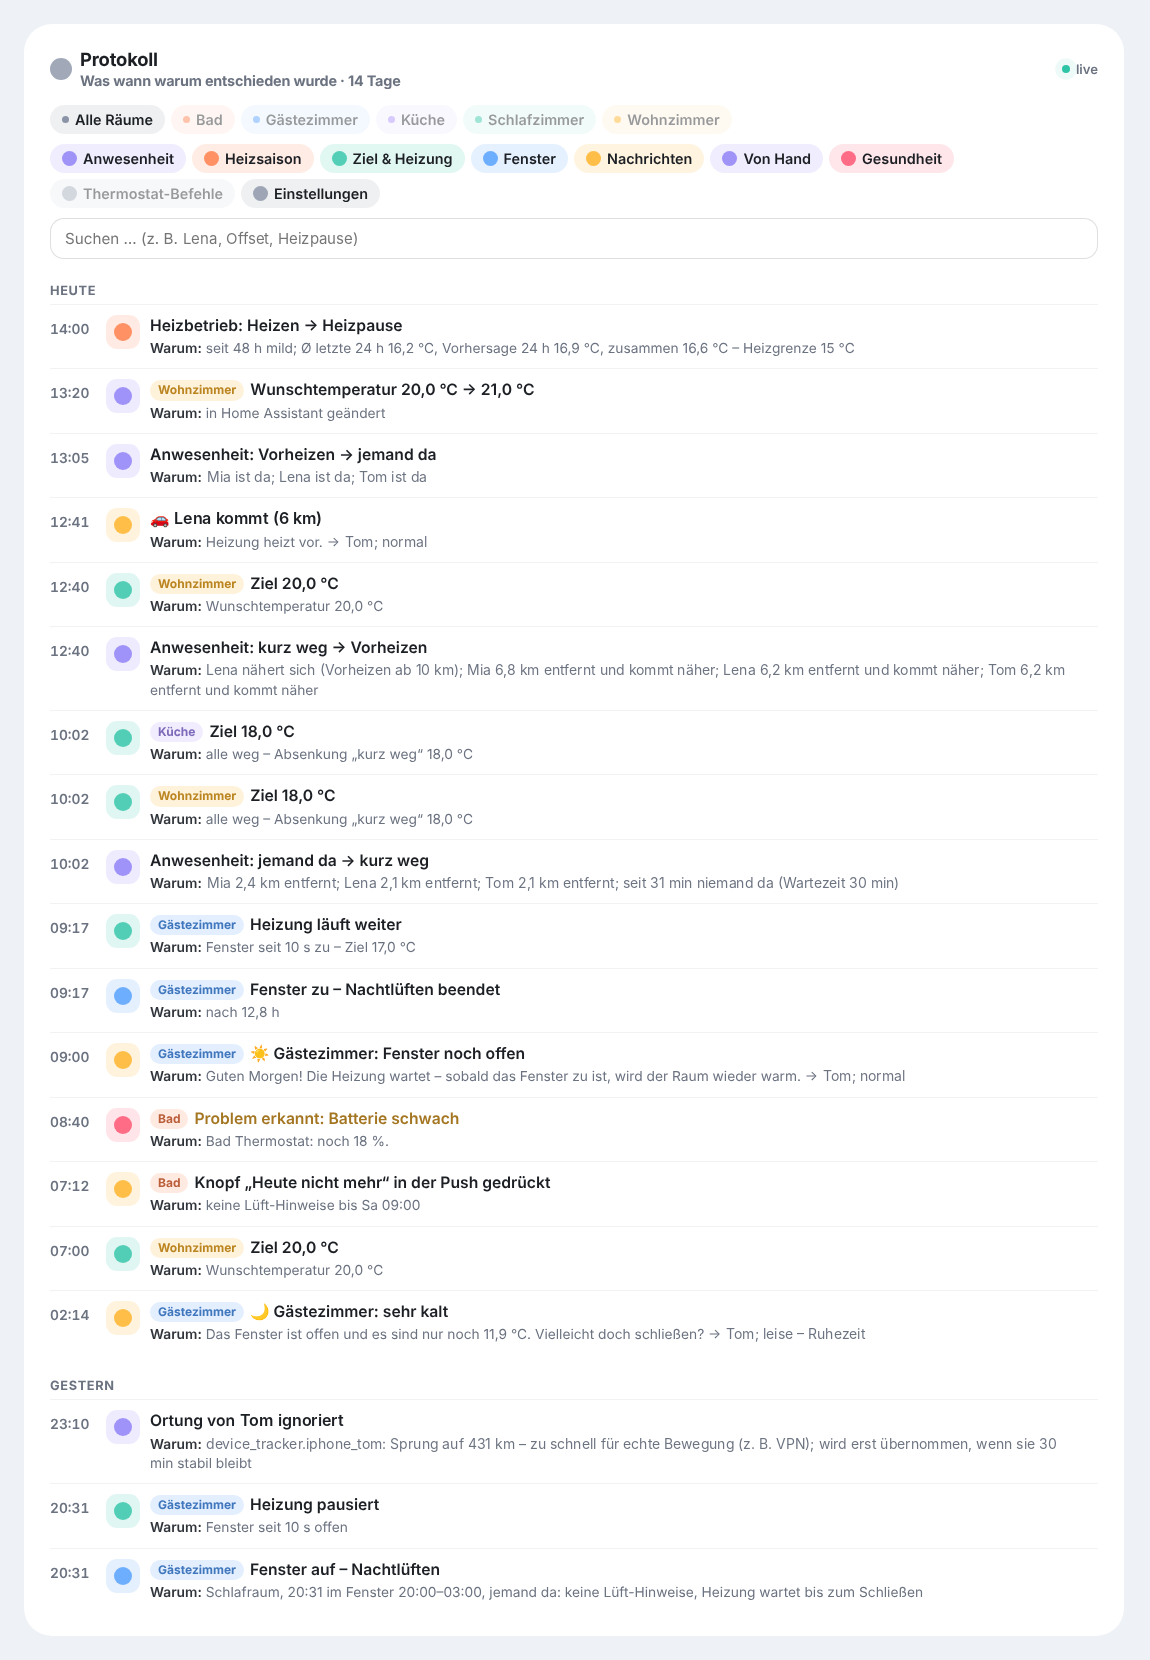 Protokoll
Was wann warum entschieden wurde · 14 Tage
live
Alle Räume
Bad
Gästezimmer
Küche
Schlafzimmer
Wohnzimmer
Anwesenheit
Heizsaison
Ziel & Heizung
Fenster
Nachrichten
Von Hand
Gesundheit
Thermostat-Befehle
Einstellungen
Suchen ... (z. B. Lena, Offset, Heizpause)
HEUTE
14:00 Heizbetrieb: Heizen → Heizpause
Warum: seit 48 h mild; Ø letzte 24 h 16,2 °C, Vorhersage 24 h 16,9 °C, zusammen 16,6 °C – Heizgrenze 15 °C
13:20 Wohnzimmer Wunschtemperatur 20,0 °C → 21,0 °C
Warum: in Home Assistant geändert
13:05 Anwesenheit: Vorheizen → jemand da
Warum: Mia ist da; Lena ist da; Tom ist da
12:41 🚗 Lena kommt (6 km)
Warum: Heizung heizt vor. → Tom; normal
12:40 Wohnzimmer Ziel 20,0 °C
Warum: Wunschtemperatur 20,0 °C
12:40 Anwesenheit: kurz weg → Vorheizen
Warum: Lena nähert sich (Vorheizen ab 10 km); Mia 6,8 km entfernt und kommt näher; Lena 6,2 km entfernt und kommt näher; Tom 6,2 km
entfernt und kommt näher
10:02 Küche Ziel 18,0 °C
Warum: alle weg – Absenkung „kurz weg“ 18,0 °C
10:02 Wohnzimmer Ziel 18,0 °C
Warum: alle weg – Absenkung „kurz weg“ 18,0 °C
10:02 Anwesenheit: jemand da → kurz weg
Warum: Mia 2,4 km entfernt; Lena 2,1 km entfernt; Tom 2,1 km entfernt; seit 31 min niemand da (Wartezeit 30 min)
09:17 Gästezimmer Heizung läuft weiter
Warum: Fenster seit 10 s zu – Ziel 17,0 °C
09:17 Gästezimmer Fenster zu – Nachtlüften beendet
Warum: nach 12,8 h
09:00 Gästezimmer ☀️ Gästezimmer: Fenster noch offen
Warum: Guten Morgen! Die Heizung wartet – sobald das Fenster zu ist, wird der Raum wieder warm. → Tom; normal
08:40 Bad Problem erkannt: Batterie schwach
Warum: Bad Thermostat: noch 18 %.
07:12 Bad Knopf „Heute nicht mehr“ in der Push gedrückt
Warum: keine Lüft-Hinweise bis Sa 09:00
07:00 Wohnzimmer Ziel 20,0 °C
Warum: Wunschtemperatur 20,0 °C
02:14 Gästezimmer 🌙 Gästezimmer: sehr kalt
Warum: Das Fenster ist offen und es sind nur noch 11,9 °C. Vielleicht doch schließen? → Tom; leise – Ruhezeit
GESTERN
23:10 Ortung von Tom ignoriert
Warum: device_tracker.iphone_tom: Sprung auf 431 km – zu schnell für echte Bewegung (z. B. VPN); wird erst übernommen, wenn sie 30
min stabil bleibt
20:31 Gästezimmer Heizung pausiert
Warum: Fenster seit 10 s offen
20:31 Gästezimmer Fenster auf – Nachtlüften
Warum: Schlafraum, 20:31 im Fenster 20:00–03:00, jemand da: keine Lüft-Hinweise, Heizung wartet bis zum Schließen